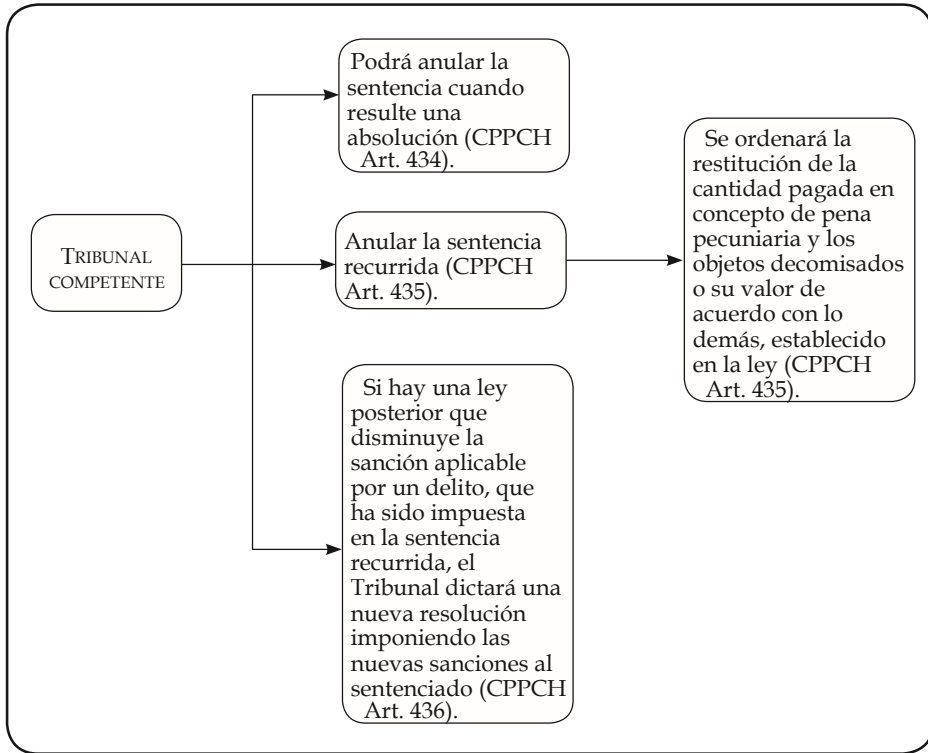 Podrá anular la
sentencia cuando
resulte una
absolución (CPPCH
Art. 434).
Se ordenará la
restitución de la
cantidad pagada en
concepto de pena
pecuniaria y los
objetos decomisados
o su valor de
acuerdo con lo
demás, establecido
en la ley (CPPCH
Art. 435).
TRIBUNAL
COMPETENTE
Anular la sentencia
recurrida (CPPCH
Art. 435).
Si hay una ley
posterior que
disminuye la
sanción aplicable
por un delito, que
ha sido impuesta
en la sentencia
recurrida, el
Tribunal dictará una
nueva resolución
imponiendo las
nuevas sanciones al
sentenciado (CPPCH
Art. 436).